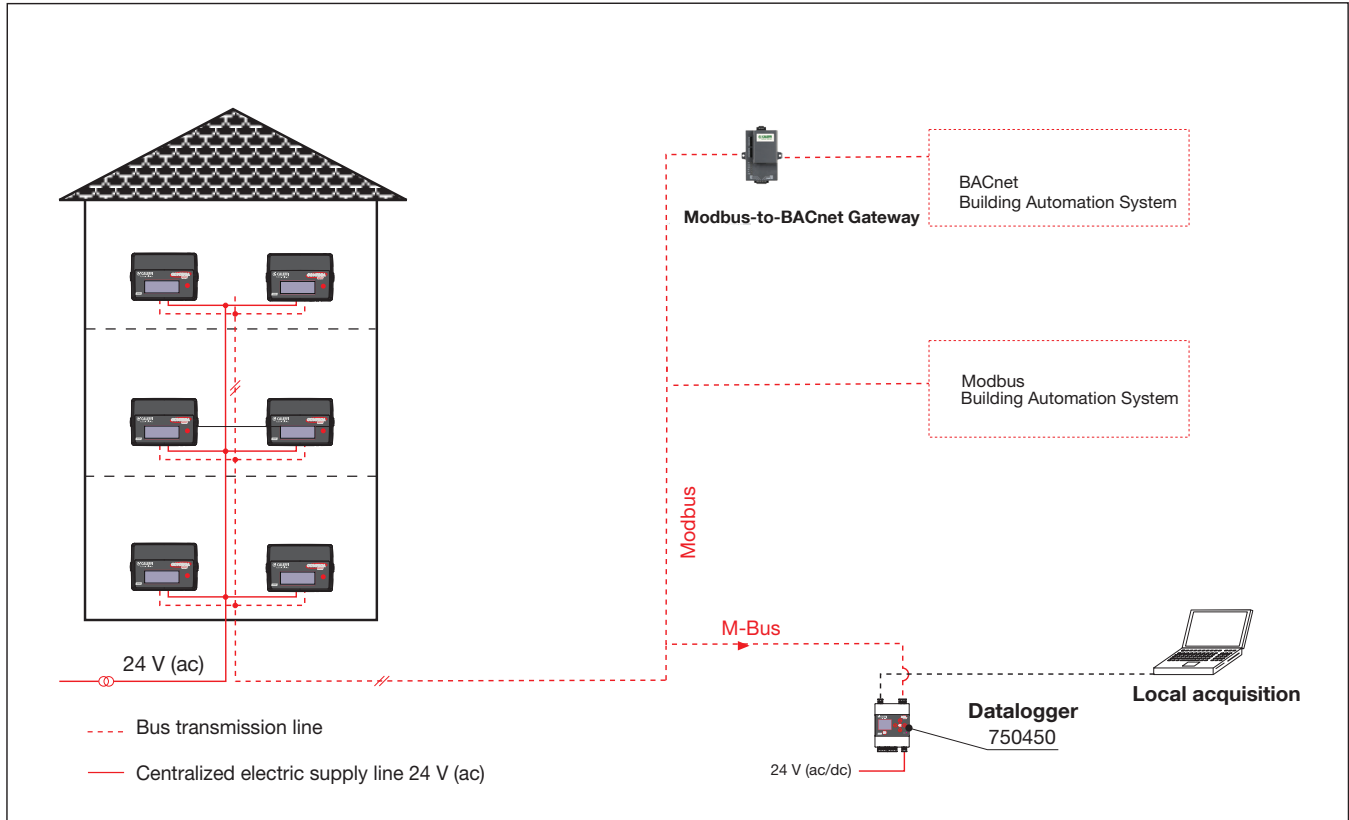 BACnet
Building Automation System
Modbus-to-BACnet Gateway
Modbus
Building Automation System
Modbus
M-Bus
24 V (ac)
Local acquisition
Datalogger
750450
24 V (ac/dc)
Bus transmission line
Centralized electric supply line 24 V (ac)